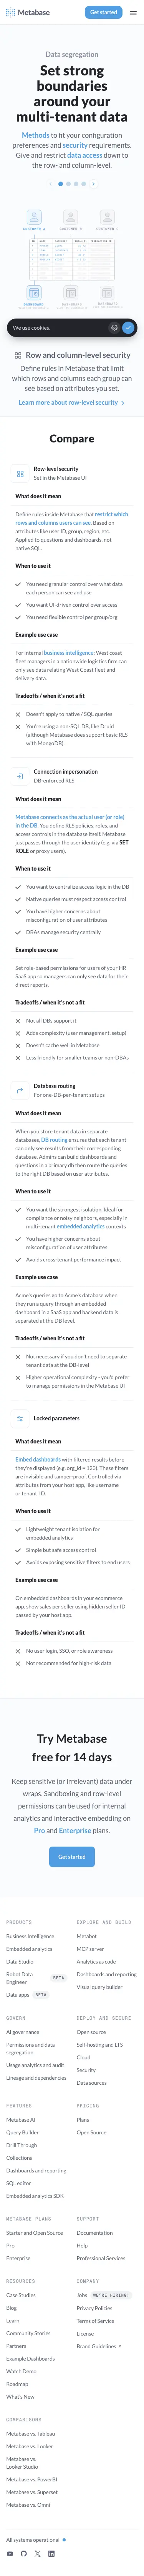 Metabase
Get started
Data segregation
Set strong
boundaries
around your
multi-tenant data
Methods to fit your configuration
preferences and security requirements.
Give and restrict data access down to
the row- and column-level.
CUSTOMER A
CUSTOMER B
CUSTOMER C
We use cookies.
Row and column-level security
Define rules in Metabase that limit
which rows and columns each group can
see based on attributes you set.
Learn more about row-level security
Compare
Row-level security
Set in the Metabase UI
What does it mean
Define rules inside Metabase that restrict which
rows and columns users can see. Based on
attributes like user ID, group, region, etc.
Applied to questions and dashboards, not
native SQL.
When to use it
You need granular control over what data
each person can see and use
You want UI-driven control over access
You need flexible control per group/org
Example use case
For internal business intelligence: West coast
fleet managers in a nationwide logistics firm can
only see data related West Coast fleet and
delivery data.
Tradeoffs / when it's not a fit
Doesn't apply to native / SQL queries
You're using a non-SQL DB, like Druid
(although Metabase does support basic RLS
with MongoDB)
Connection impersonation
DB-enforced RLS
What does it mean
Metabase connects as the actual user (or role)
in the DB. You define RLS policies, roles, and
access controls in the database itself. Metabase
just passes through the user identity (e.g. via SET
ROLE or proxy users).
When to use it
You want to centralize access logic in the DB
Native queries must respect access control
You have higher concerns about
misconfiguration of user attributes
DBAs manage security centrally
Example use case
Set role-based permissions for users of your HR
SaaS app so managers can only see data for their
direct reports.
Tradeoffs / when it's not a fit
Not all DBs support it
Adds complexity (user management, setup)
Doesn't cache well in Metabase
Less friendly for smaller teams or non-DBAs
Database routing
For one-DB-per-tenant setups
What does it mean
When you store tenant data in separate
databases, DB routing ensures that each tenant
can only see results from their corresponding
database. Admins can build dashboards and
questions in a primary db then route the queries
to the right DB based on user attributes.
When to use it
You want the strongest isolation. Ideal for
compliance or noisy neighbors, especially in
multi-tenant embedded analytics contexts
You have higher concerns about
misconfiguration of user attributes
Avoids cross-tenant performance impact
Example use case
Acme's queries go to Acme's database when
they run a query through an embedded
dashboard in a SaaS app and backend data is
separated at the DB level.
Tradeoffs / when it's not a fit
Not necessary if you don't need to separate
tenant data at the DB-level
Higher operational complexity - you'd prefer
to manage permissions in the Metabase UI
Locked parameters
What does it mean
Embed dashboards with filtered results before
they're displayed (e.g. org_id = 123). These filters
are invisible and tamper-proof. Controlled via
attributes from your host app, like username
or tenant_ID.
When to use it
Lightweight tenant isolation for
embedded analytics
Simple but safe access control
Avoids exposing sensitive filters to end users
Example use case
On embedded dashboards in your ecommerce
app, show sales per seller using hidden seller ID
passed by your host app.
Tradeoffs / when it's not a fit
No user login, SSO, or role awareness
Not recommended for high-risk data
Try Metabase
free for 14 days
Keep sensitive (or irrelevant) data under
wraps. Sandboxing and row-level
permissions can be used for internal
analytics and interactive embedding on
Pro and Enterprise plans.
Get started
PRODUCTS
Business Intelligence
Embedded analytics
Data Studio
Robot Data
Engineer
BETA
Data apps BETA
EXPLORE AND BUILD
Metabot
MCP server
Analytics as code
Dashboards and reporting
Visual query builder
GOVERN
AI governance
Permissions and data
segregation
Usage analytics and audit
Lineage and dependencies
DEPLOY AND SECURE
Open source
Self-hosting and LTS
Cloud
Security
Data sources
FEATURES
Metabase AI
Query Builder
Drill Through
Collections
Dashboards and reporting
SQL editor
Embedded analytics SDK
PRICING
Plans
Open Source
METABASE PLANS
Starter and Open Source
Pro
Enterprise
SUPPORT
Documentation
Help
Professional Services
RESOURCES
Case Studies
Blog
Learn
Community Stories
Partners
Example Dashboards
Watch Demo
Roadmap
What's New
COMPANY
Jobs WE'RE HIRING!
Privacy Policies
Terms of Service
License
Brand Guidelines ↗
COMPARISONS
Metabase vs. Tableau
Metabase vs. Looker
Metabase vs.
Looker Studio
Metabase vs. PowerBI
Metabase vs. Superset
Metabase vs. Omni
All systems operational